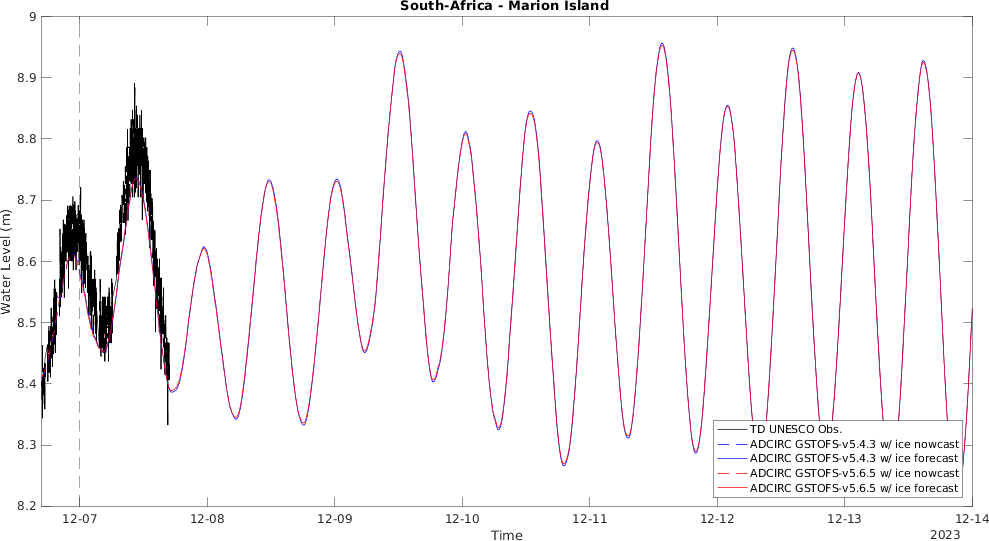 South-Africa - Marion Island
9
8.9
8.8
8.7
8.6
8.5
8.4
8.3
8.2
Water Level (m)
TD UNESCO Obs.
ADCIRC GSTOFS-v5.4.3 w/ ice nowcast
ADCIRC GSTOFS-v5.4.3 w/ ice forecast
ADCIRC GSTOFS-v5.6.5 w/ ice nowcast
ADCIRC GSTOFS-v5.6.5 w/ ice forecast
12-07 12-08 12-09 12-10 12-11 12-12 12-13 12-14
Time
2023